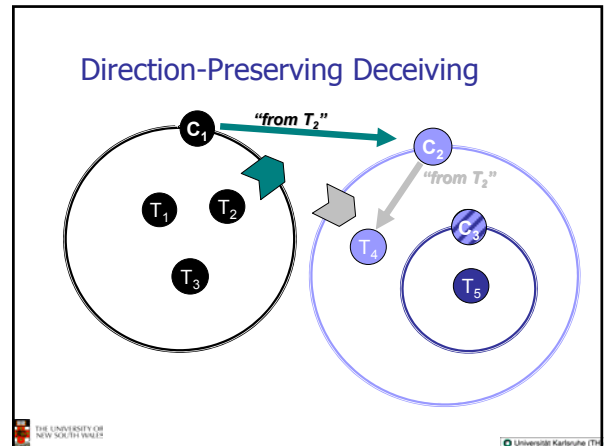 Direction-Preserving Deceiving
C1
"from T2"
C2
"from T2"
T1
T2
T4
C3
T3
T5
THE UNIVERSITY OF
NEW SOUTH WALES
Universität Karlsruhe (TH